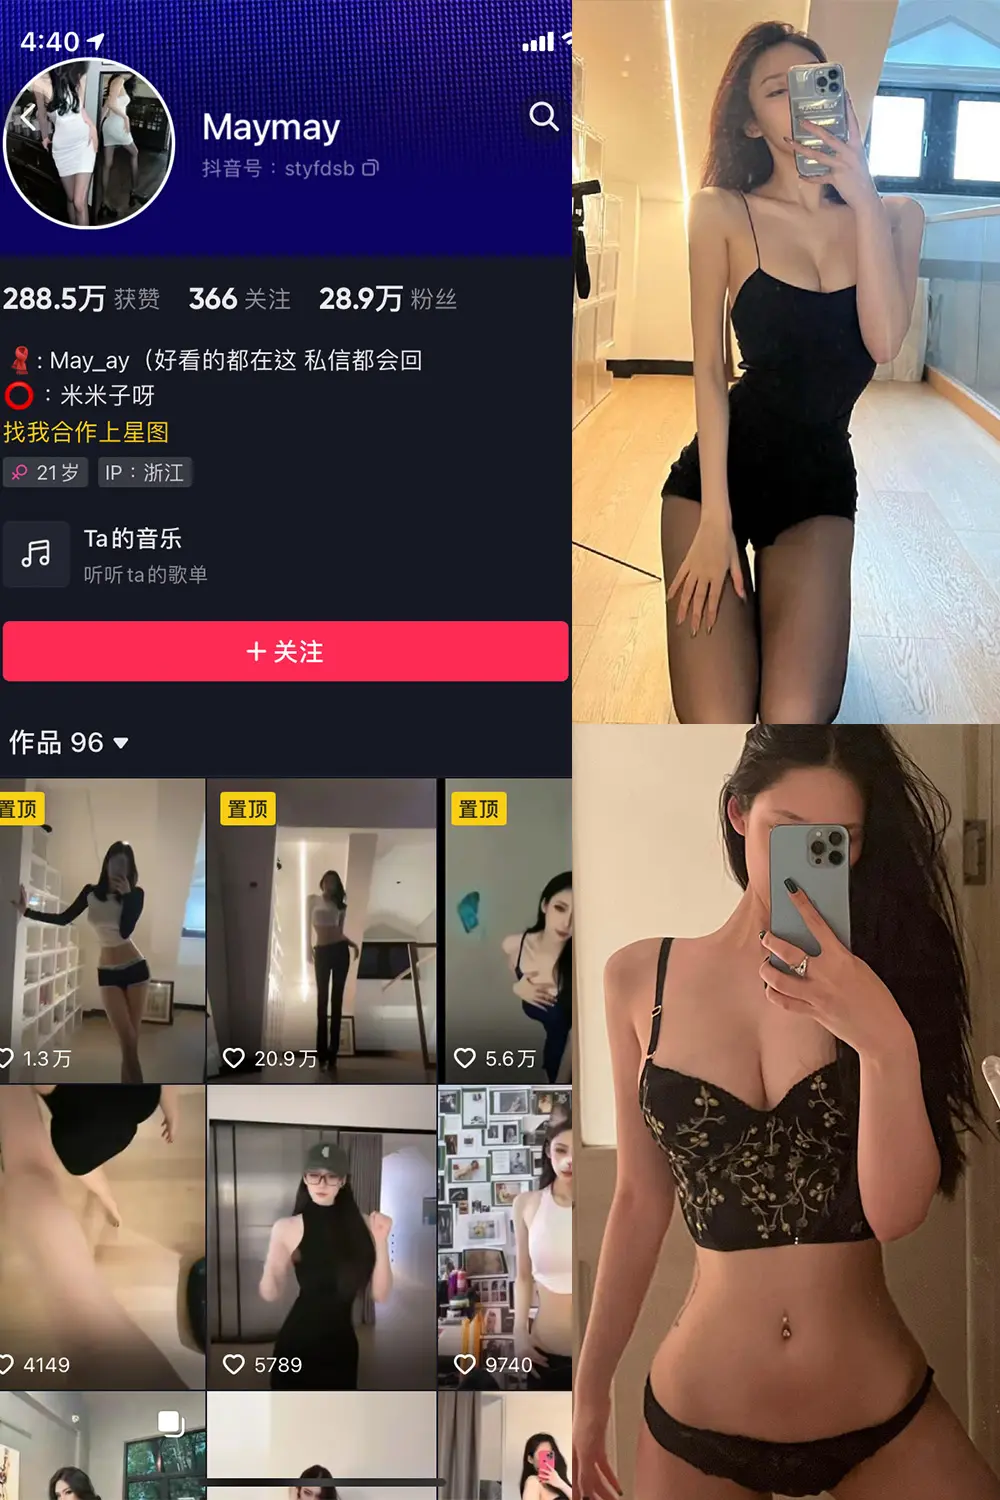 4:40
Maymay
抖音号：styfdsb
288.5万 获赞 366 关注 28.9万 粉丝
: May_ay（好看的都在这 私信都会回
：米米子呀
找我合作上星图
21岁 IP：浙江
Ta的音乐
听听ta的歌单
+ 关注
作品 96
置顶 置顶 置顶
1.3万 20.9万 5.6万
4149 5789 9740